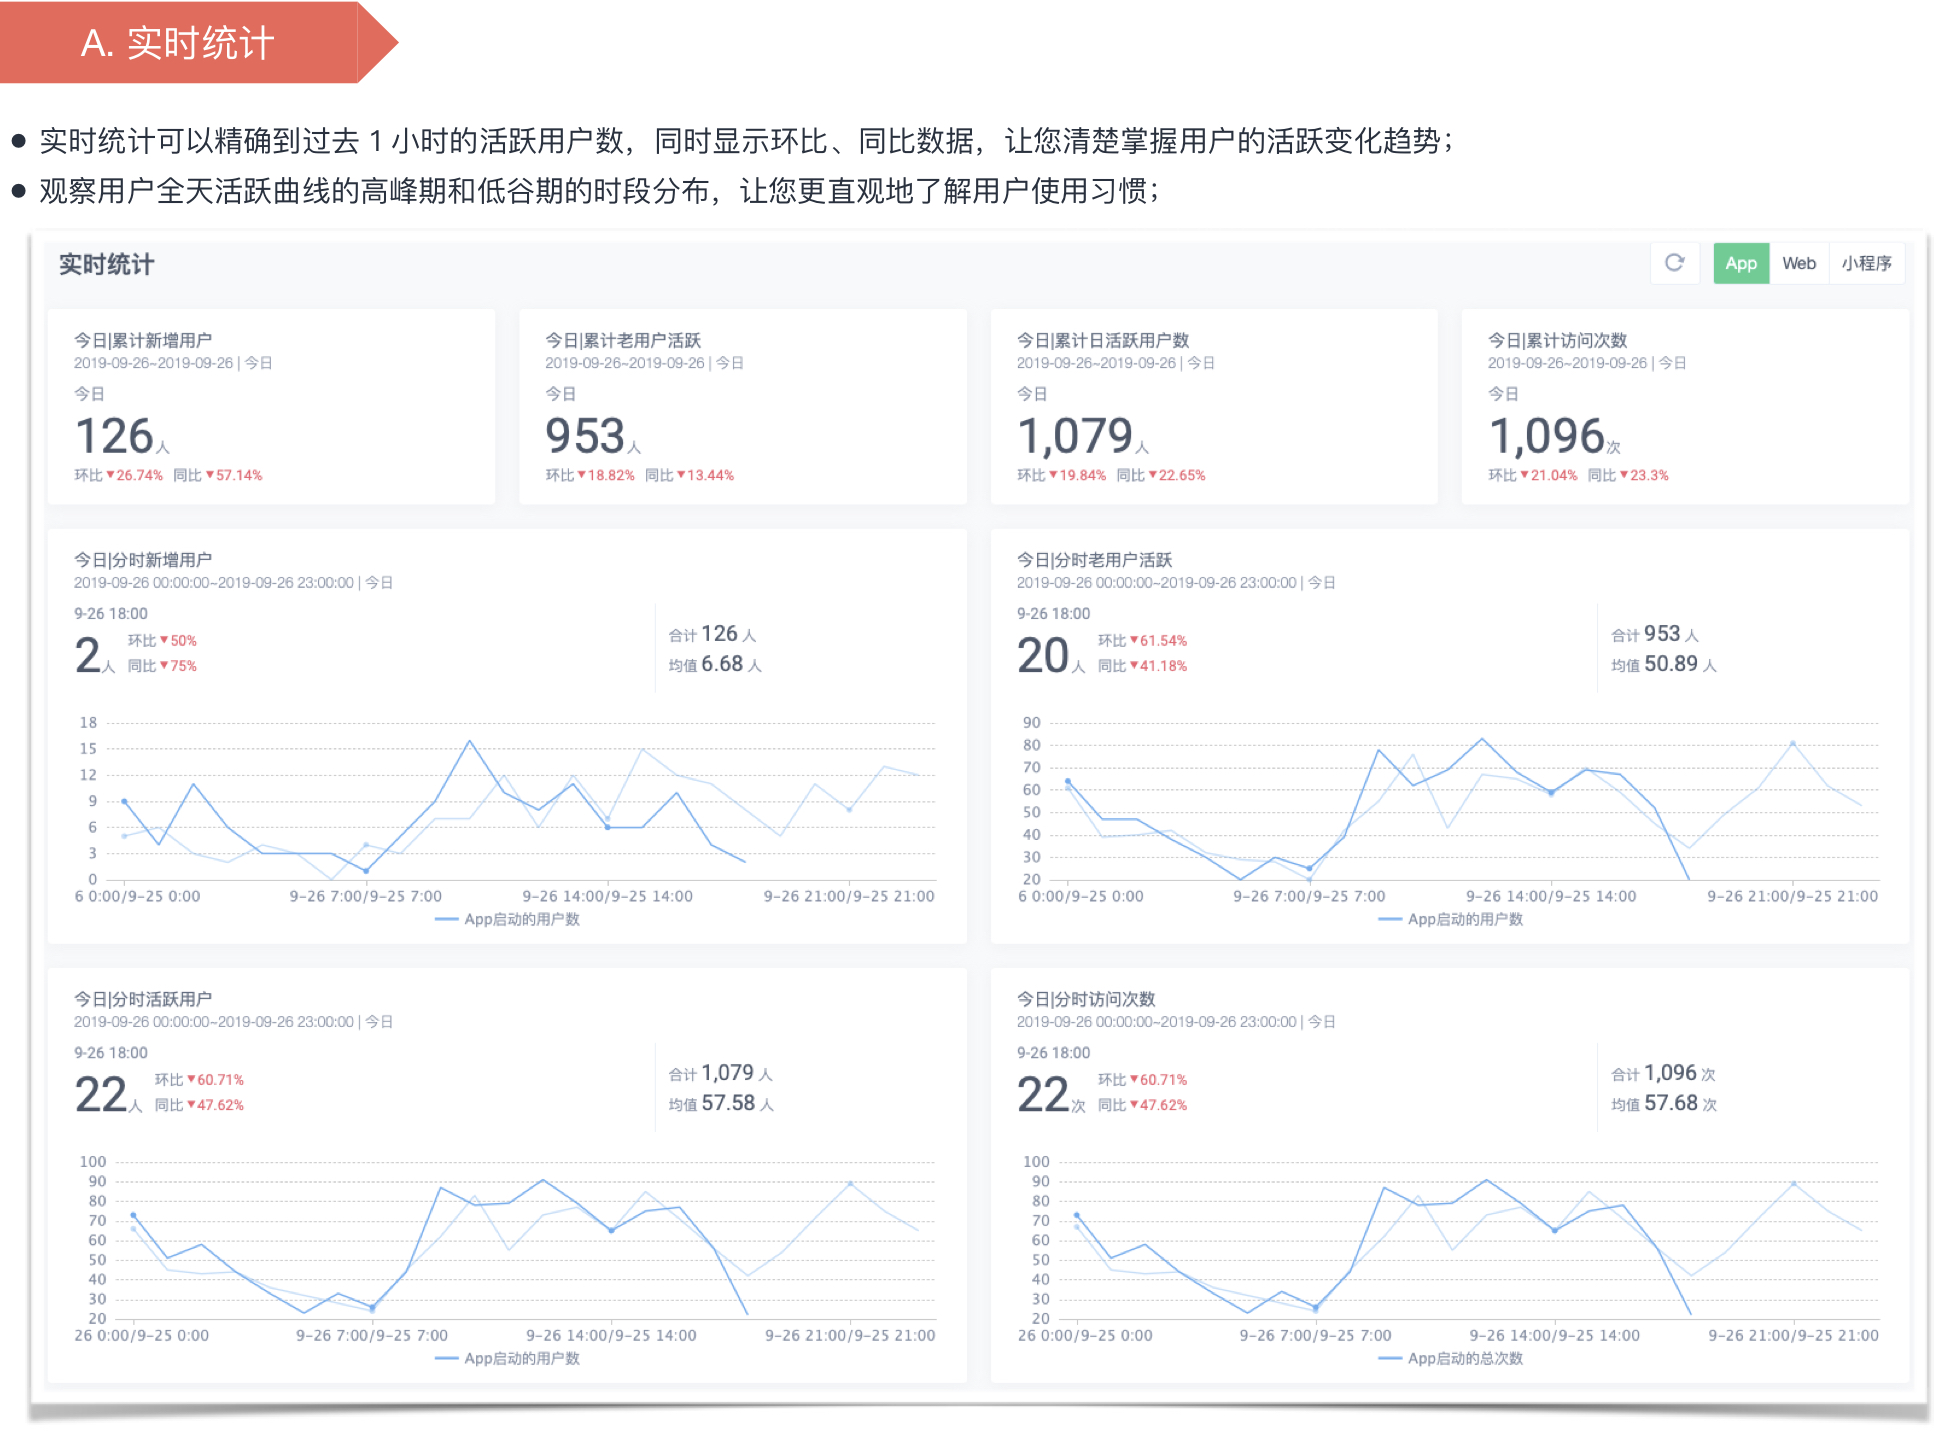 A. 实时统计
● 实时统计可以精确到过去 1 小时的活跃用户数，同时显示环比、同比数据，让您清楚掌握用户的活跃变化趋势；
● 观察用户全天活跃曲线的高峰期和低谷期的时段分布，让您更直观地了解用户使用习惯；
实时统计
App Web 小程序
今日|累计新增用户
2019-09-26~2019-09-26 | 今日
今日
126人
环比▼26.74% 同比▼57.14%
今日|累计老用户活跃
2019-09-26~2019-09-26 | 今日
今日
953人
环比▼18.82% 同比▼13.44%
今日|累计日活跃用户数
2019-09-26~2019-09-26 | 今日
今日
1,079人
环比▼19.84% 同比▼22.65%
今日|累计访问次数
2019-09-26~2019-09-26 | 今日
今日
1,096次
环比▼21.04% 同比▼23.3%
今日|分时新增用户
2019-09-26 00:00:00~2019-09-26 23:00:00 | 今日
9-26 18:00
2人
环比▼50%
同比▼75%
合计 126 人
均值 6.68 人
18
15
12
9
6
3
0
6 0:00/9-25 0:00 9-26 7:00/9-25 7:00 9-26 14:00/9-25 14:00 9-26 21:00/9-25 21:00
App启动的用户数
今日|分时老用户活跃
2019-09-26 00:00:00~2019-09-26 23:00:00 | 今日
9-26 18:00
20人
环比▼61.54%
同比▼41.18%
合计 953 人
均值 50.89 人
90
80
70
60
50
40
30
20
6 0:00/9-25 0:00 9-26 7:00/9-25 7:00 9-26 14:00/9-25 14:00 9-26 21:00/9-25 21:00
App启动的用户数
今日|分时活跃用户
2019-09-26 00:00:00~2019-09-26 23:00:00 | 今日
9-26 18:00
22人
环比▼60.71%
同比▼47.62%
合计 1,079 人
均值 57.58 人
100
90
80
70
60
50
40
30
20
26 0:00/9-25 0:00 9-26 7:00/9-25 7:00 9-26 14:00/9-25 14:00 9-26 21:00/9-25 21:00
App启动的用户数
今日|分时访问次数
2019-09-26 00:00:00~2019-09-26 23:00:00 | 今日
9-26 18:00
22次
环比▼60.71%
同比▼47.62%
合计 1,096 次
均值 57.68 次
100
90
80
70
60
50
40
30
20
26 0:00/9-25 0:00 9-26 7:00/9-25 7:00 9-26 14:00/9-25 14:00 9-26 21:00/9-25 21:00
App启动的总次数